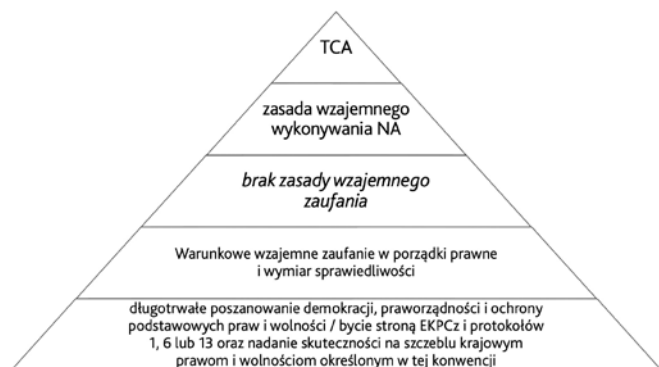 TCA
zasada wzajemnego
wykonywania NA
brak zasady wzajemnego
zaufania
Warunkowe wzajemne zaufanie w porządki prawne
i wymiar sprawiedliwości
długotrwałe poszanowanie demokracji, praworządności i ochrony
podstawowych praw i wolności / bycie stroną EKPCz i protokołów
1, 6 lub 13 oraz nadanie skuteczności na szczeblu krajowym
prawom i wolnościom określonym w tej konwencji